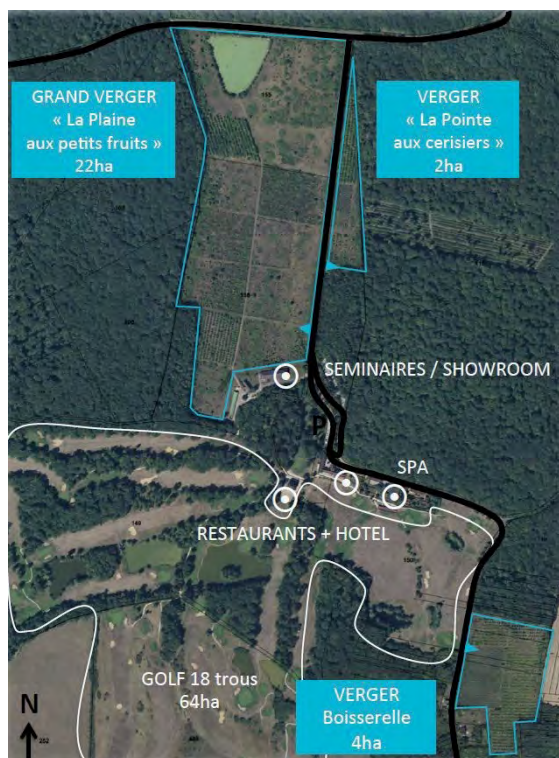 GRAND VERGER
« La Plaine
aux petits fruits »
22ha
VERGER
« La Pointe
aux cerisiers »
2ha
SEMINAIRES / SHOWROOM
P
SPA
RESTAURANTS + HOTEL
GOLF 18 trous
64ha
VERGER
Boisserelle
4ha
N